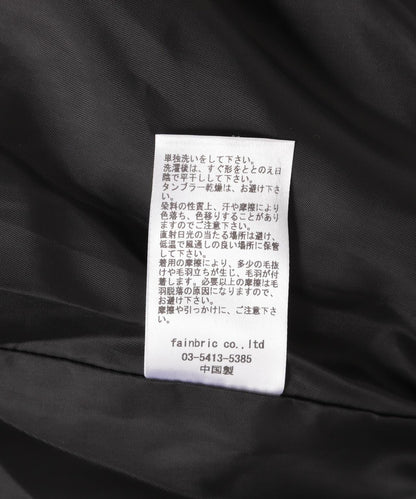 単独洗いをして下さい。
洗濯後は、すぐ形をととのえ日
陰で平干しして下さい。
タンブラー乾燥は、お避け下さ
い。
染料の性質上、汗や摩擦により
色落ち、色移りすることがあり
ますのでご注意下さい。
直射日光の当たる場所は避け、
低温で風通しの良い場所に保管
して下さい。
着用の摩擦により、多少の毛抜
けや毛羽立ちが生じ、毛羽が付
着します。必要以上の摩擦は毛
羽脱落の原因になりますので、
お避け下さい。
摩擦や引っかけに、ご注意下さ
い。
fainbric co.,ltd
03-5413-5385
中国製